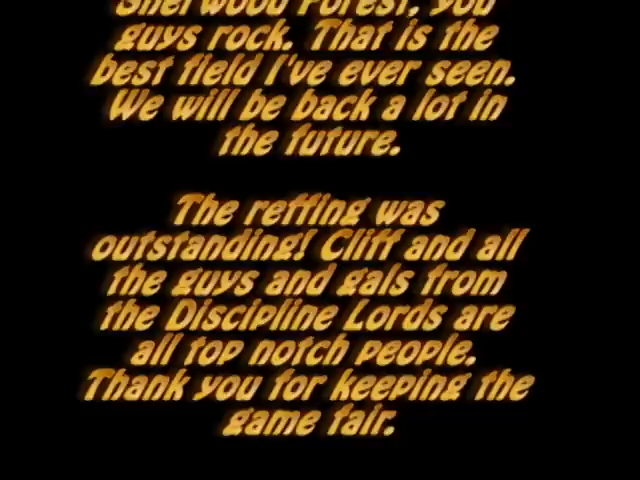 Sherwood Forest, you
guys rock. That is the
best field I've ever seen.
We will be back a lot in
the future.
The reffing was
outstanding! Cliff and all
the guys and gals from
the Discipline Lords are
all top notch people.
Thank you for keeping the
game fair.